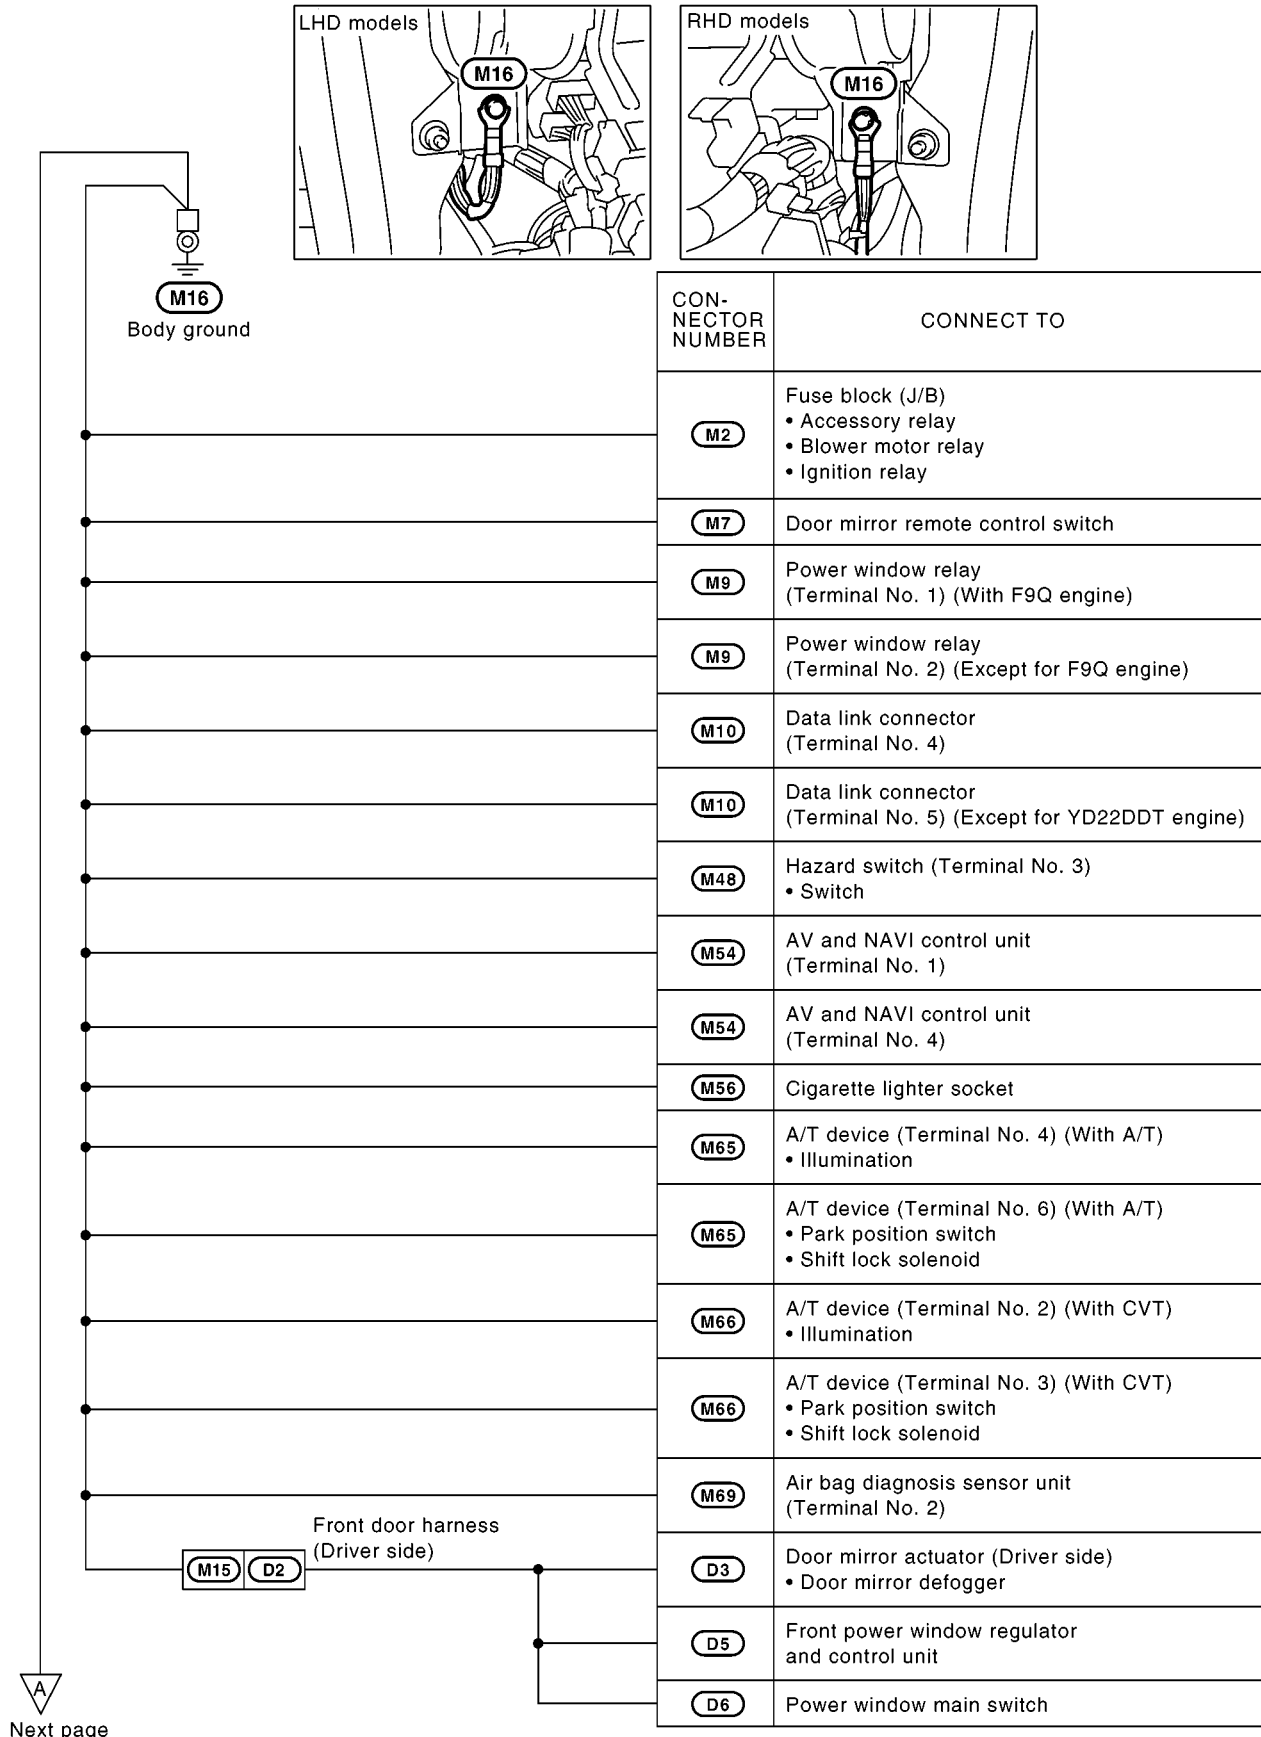 LHD models
M16
RHD models
M16
M16
Body ground
CON-
NECTOR
NUMBER
CONNECT TO
M2
Fuse block (J/B)
• Accessory relay
• Blower motor relay
• Ignition relay
M7
Door mirror remote control switch
M9
Power window relay
(Terminal No. 1) (With F9Q engine)
M9
Power window relay
(Terminal No. 2) (Except for F9Q engine)
M10
Data link connector
(Terminal No. 4)
M10
Data link connector
(Terminal No. 5) (Except for YD22DDT engine)
M48
Hazard switch (Terminal No. 3)
• Switch
M54
AV and NAVI control unit
(Terminal No. 1)
M54
AV and NAVI control unit
(Terminal No. 4)
M56
Cigarette lighter socket
M65
A/T device (Terminal No. 4) (With A/T)
• Illumination
M65
A/T device (Terminal No. 6) (With A/T)
• Park position switch
• Shift lock solenoid
M66
A/T device (Terminal No. 2) (With CVT)
• Illumination
M66
A/T device (Terminal No. 3) (With CVT)
• Park position switch
• Shift lock solenoid
M69
Air bag diagnosis sensor unit
(Terminal No. 2)
Front door harness
(Driver side)
M15 D2
D3
Door mirror actuator (Driver side)
• Door mirror defogger
D5
Front power window regulator
and control unit
D6
Power window main switch
A
Next page